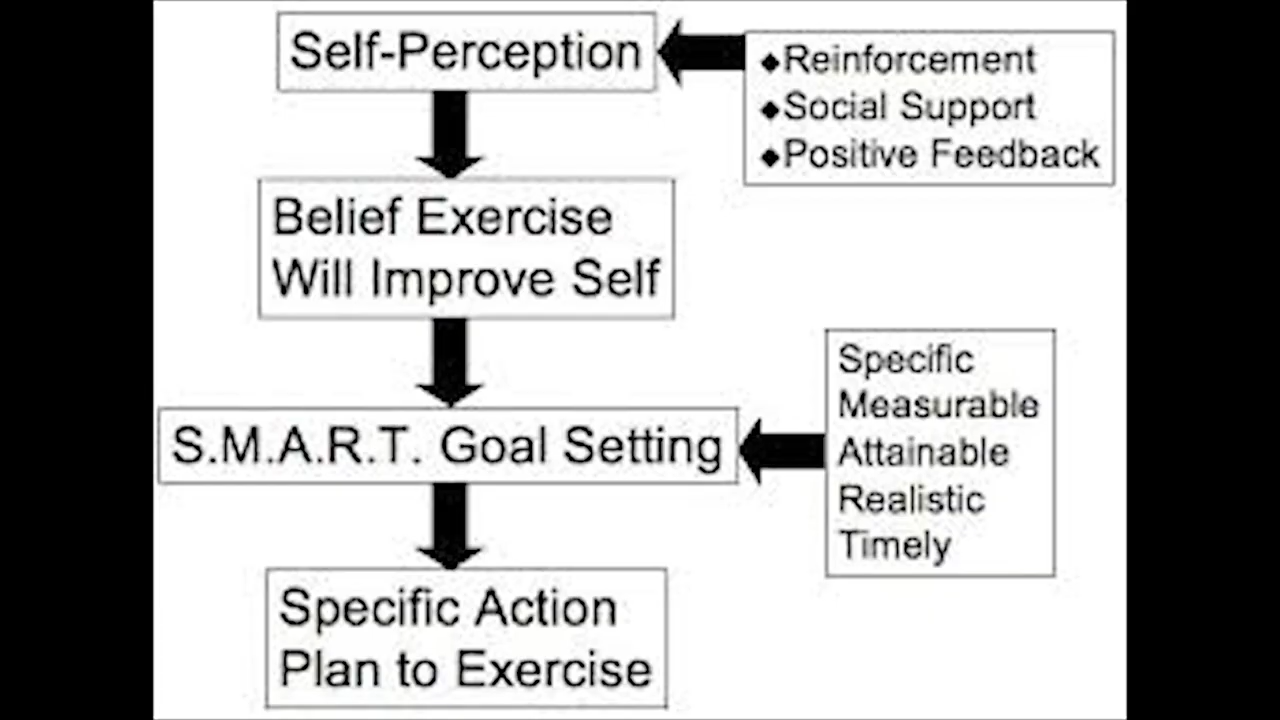 Self-Perception
◆Reinforcement
◆Social Support
◆Positive Feedback
Belief Exercise
Will Improve Self
S.M.A.R.T. Goal Setting
Specific
Measurable
Attainable
Realistic
Timely
Specific Action
Plan to Exercise